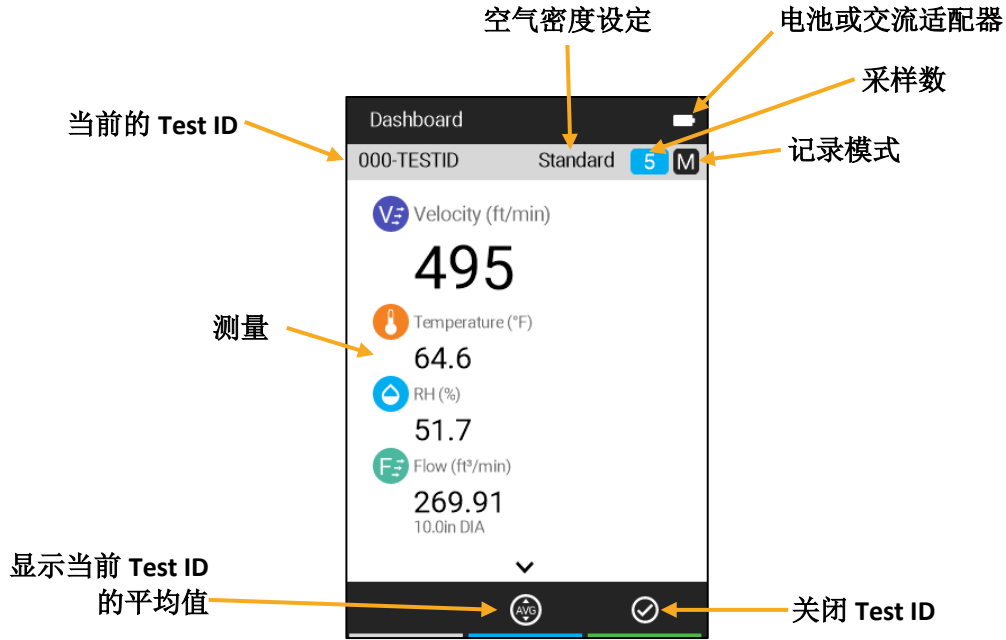 空气密度设定
电池或交流适配器
采样数
当前的 Test ID
记录模式
Dashboard
000-TESTID Standard 5 M
V Velocity (ft/min)
495
测量
Temperature (°F)
64.6
RH (%)
51.7
F Flow (ft³/min)
269.91
10.0in DIA
显示当前 Test ID
的平均值
AVG
关闭 Test ID